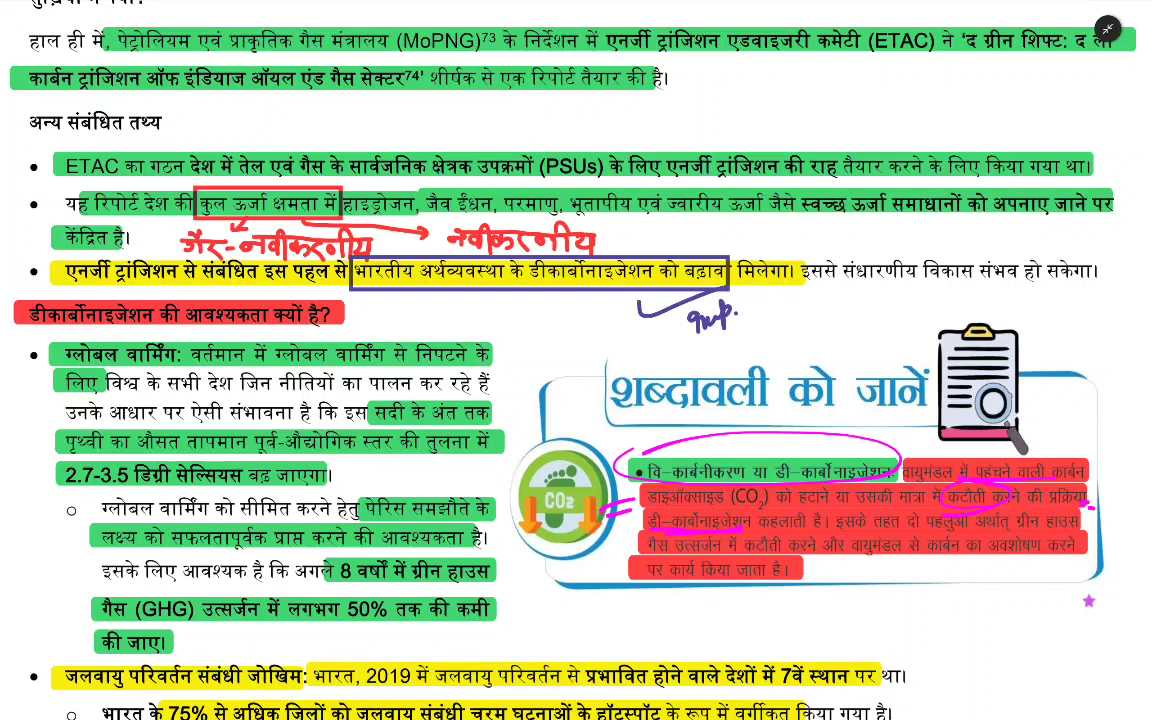 हाल ही में, पेट्रोलियम एवं प्राकृतिक गैस मंत्रालय (MoPNG)⁷³ के निर्देशन में एनर्जी ट्रांजिशन एडवाइजरी कमेटी (ETAC) ने 'द ग्रीन शिफ्ट: द लो
कार्बन ट्रांजिशन ऑफ इंडियाज ऑयल एंड गैस सेक्टर⁷⁴' शीर्षक से एक रिपोर्ट तैयार की है।
अन्य संबंधित तथ्य
• ETAC का गठन देश में तेल एवं गैस के सार्वजनिक क्षेत्रक उपक्रमों (PSUs) के लिए एनर्जी ट्रांजिशन की राह तैयार करने के लिए किया गया था।
• यह रिपोर्ट देश की कुल ऊर्जा क्षमता में हाइड्रोजन, जैव ईंधन, परमाणु, भूतापीय एवं ज्वारीय ऊर्जा जैसे स्वच्छ ऊर्जा समाधानों को अपनाए जाने पर
केंद्रित है।
गैर-नवीकरणीय नवीकरणीय
• एनर्जी ट्रांजिशन से संबंधित इस पहल से भारतीय अर्थव्यवस्था के डीकार्बोनाइजेशन को बढ़ावा मिलेगा। इससे संधारणीय विकास संभव हो सकेगा।
Imp.
डीकार्बोनाइजेशन की आवश्यकता क्यों है?
• ग्लोबल वार्मिंग: वर्तमान में ग्लोबल वार्मिंग से निपटने के
लिए विश्व के सभी देश जिन नीतियों का पालन कर रहे हैं
उनके आधार पर ऐसी संभावना है कि इस सदी के अंत तक
पृथ्वी का औसत तापमान पूर्व-औद्योगिक स्तर की तुलना में
2.7-3.5 डिग्री सेल्सियस बढ़ जाएगा।
○ ग्लोबल वार्मिंग को सीमित करने हेतु पेरिस समझौते के
लक्ष्य को सफलतापूर्वक प्राप्त करने की आवश्यकता है।
इसके लिए आवश्यक है कि अगले 8 वर्षों में ग्रीन हाउस
गैस (GHG) उत्सर्जन में लगभग 50% तक की कमी
की जाए।
शब्दावली को जानें
CO2
• वि-कार्बनीकरण या डी-कार्बोनाइजेशन: वायुमंडल में पहुंचने वाली कार्बन
डाइऑक्साइड (CO₂) को हटाने या उसकी मात्रा में कटौती करने की प्रक्रिया
डी-कार्बोनाइजेशन कहलाती है। इसके तहत दो पहलुओं अर्थात् ग्रीन हाउस
गैस उत्सर्जन में कटौती करने और वायुमंडल से कार्बन का अवशोषण करने
पर कार्य किया जाता है।
• जलवायु परिवर्तन संबंधी जोखिम: भारत, 2019 में जलवायु परिवर्तन से प्रभावित होने वाले देशों में 7वें स्थान पर था।
○ भारत के 75% से अधिक जिलों को जलवायु संबंधी चरम घटनाओं के हॉटस्पॉट के रूप में वर्गीकृत किया गया है।